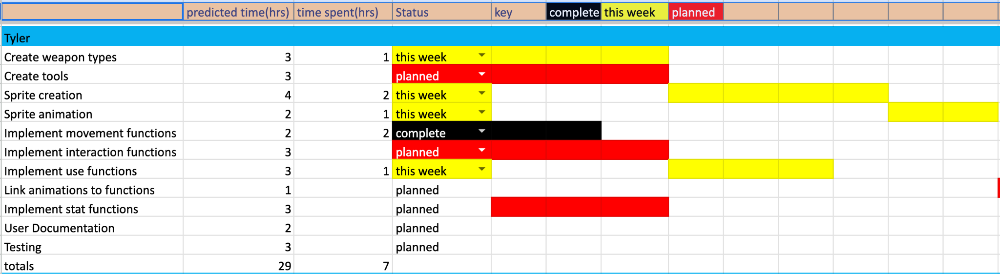 predicted time(hrs) time spent(hrs) Status key complete this week planned
Tyler
Create weapon types 3 1 this week
Create tools 3 planned
Sprite creation 4 2 this week
Sprite animation 2 1 this week
Implement movement functions 2 2 complete
Implement interaction functions 3 planned
Implement use functions 3 1 this week
Link animations to functions 1 planned
Implement stat functions 3 planned
User Documentation 2 planned
Testing 3 planned
totals 29 7